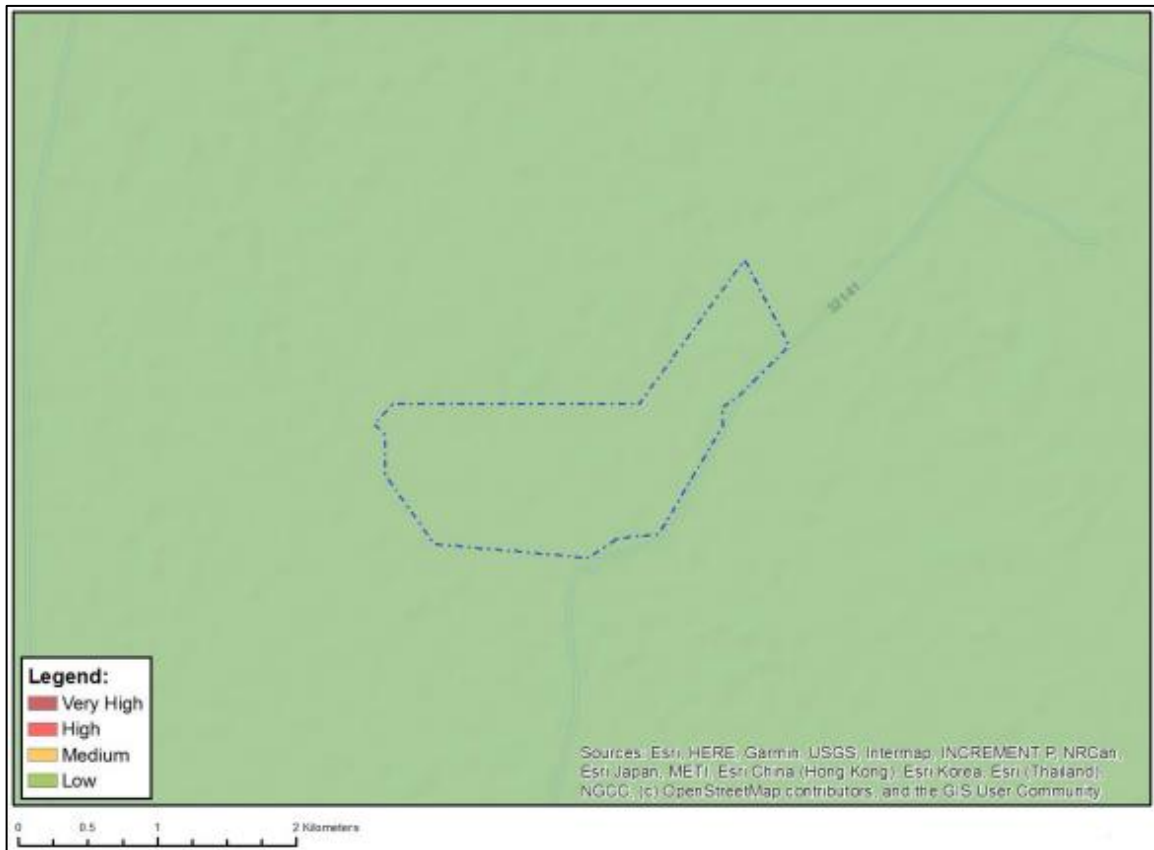 32141
Legend:
Very High
High
Medium
Low
Sources: Esri, HERE, Garmin, USGS, Intermap, INCREMENT P, NRCan,
Esri Japan, METI, Esri China (Hong Kong), Esri Korea, Esri (Thailand),
NGCC, (c) OpenStreetMap contributors, and the GIS User Community
0 0.5 1 2 Kilometers